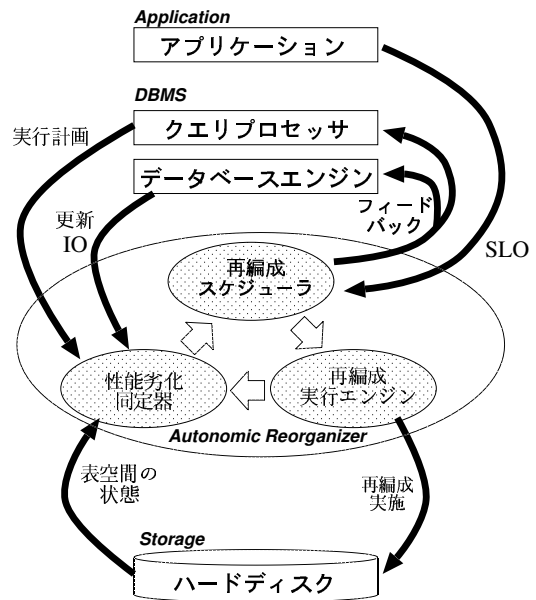 Application
アプリケーション
DBMS
実行計画
クエリプロセッサ
データベースエンジン
フィード
バック
更新
IO
SLO
再編成
スケジューラ
性能劣化
同定器
再編成
実行エンジン
Autonomic Reorganizer
表空間の
状態
再編成
実施
Storage
ハードディスク